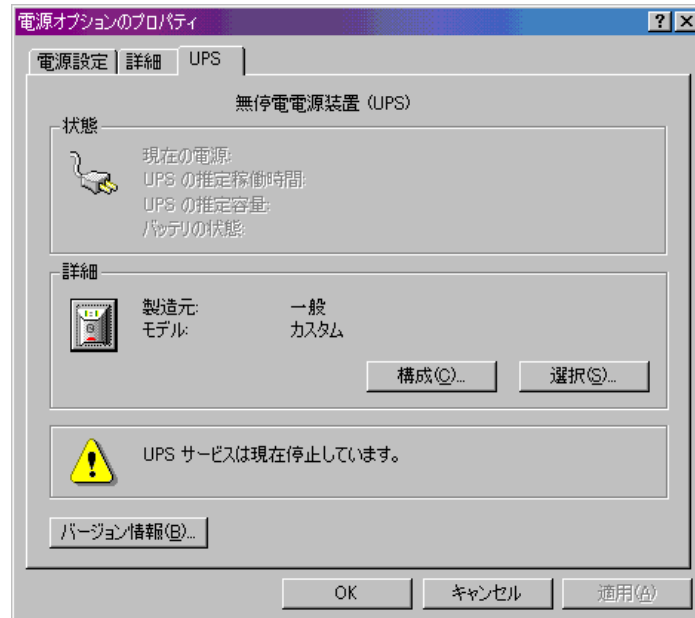 電源オプションのプロパティ
電源設定 詳細 UPS
無停電電源装置 (UPS)
状態
現在の電源:
UPS の推定稼働時間:
UPS の推定容量:
バッテリの状態:
詳細
製造元: 一般
モデル: カスタム
構成(C)... 選択(S)...
UPS サービスは現在停止しています。
バージョン情報(B)...
OK キャンセル 適用(A)